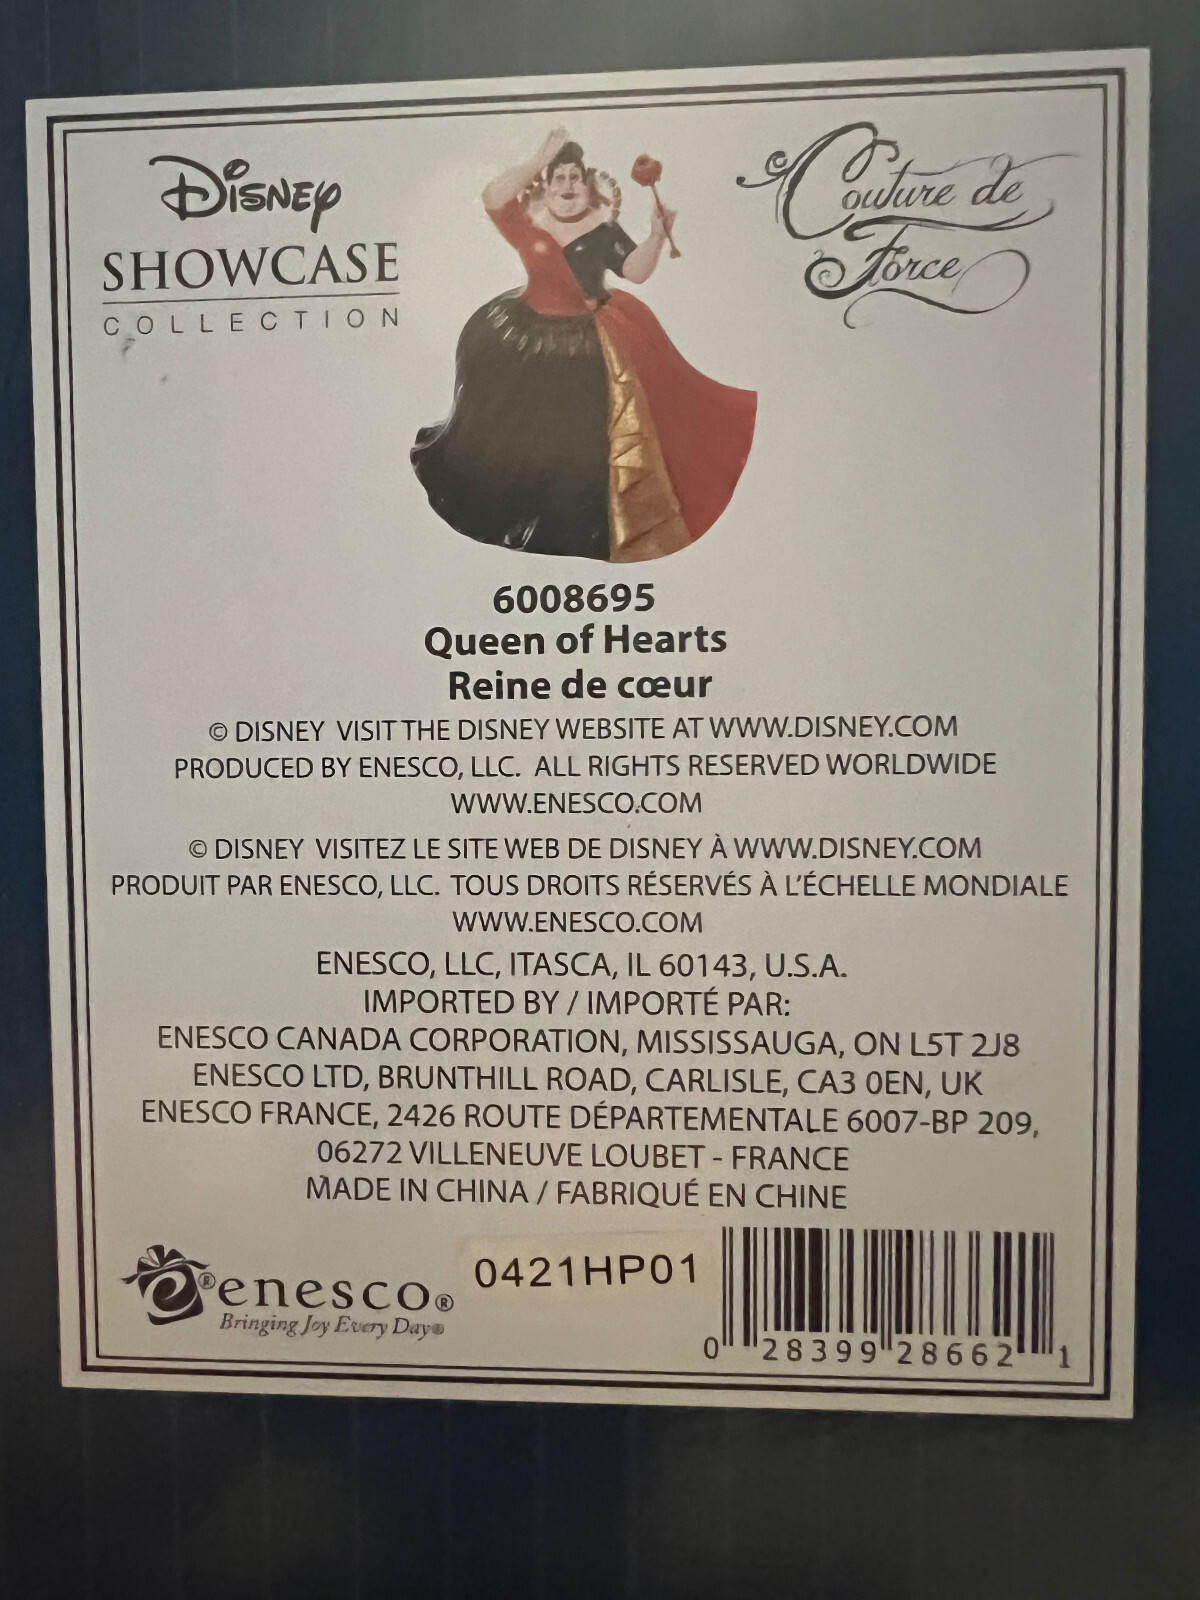 Disney
SHOWCASE
COLLECTION
Couture de
Force
6008695
Queen of Hearts
Reine de cœur
© DISNEY VISIT THE DISNEY WEBSITE AT WWW.DISNEY.COM
PRODUCED BY ENESCO, LLC. ALL RIGHTS RESERVED WORLDWIDE
WWW.ENESCO.COM
© DISNEY VISITEZ LE SITE WEB DE DISNEY À WWW.DISNEY.COM
PRODUIT PAR ENESCO, LLC. TOUS DROITS RÉSERVÉS À L'ÉCHELLE MONDIALE
WWW.ENESCO.COM
ENESCO, LLC, ITASCA, IL 60143, U.S.A.
IMPORTED BY / IMPORTÉ PAR:
ENESCO CANADA CORPORATION, MISSISSAUGA, ON L5T 2J8
ENESCO LTD, BRUNTHILL ROAD, CARLISLE, CA3 0EN, UK
ENESCO FRANCE, 2426 ROUTE DÉPARTEMENTALE 6007-BP 209,
06272 VILLENEUVE LOUBET - FRANCE
MADE IN CHINA / FABRIQUÉ EN CHINE
e® enesco®
Bringing Joy Every Day®
0421HP01
0 28399 28662 1